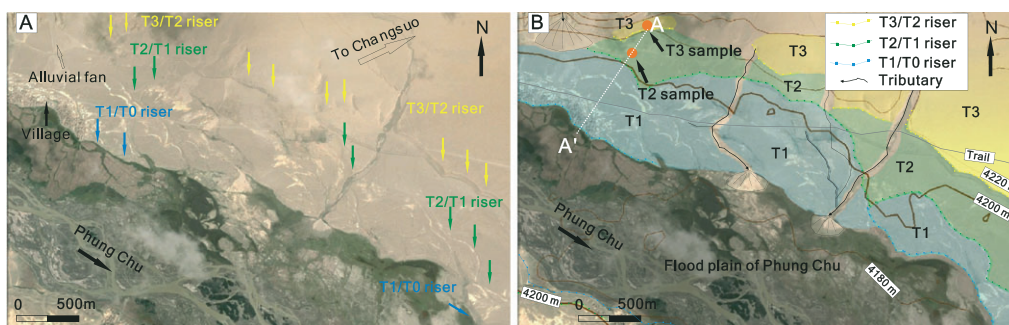 A
T3/T2 riser
T2/T1 riser
To Changsuo
N
Alluvial fan
T1/T0 riser
Village
T3/T2 riser
T2/T1 riser
Phung Chu
T1/T0 riser
0 500m
B
T3
A
T3 sample
T3
N
T3/T2 riser
T2/T1 riser
T1/T0 riser
Tributary
T2 sample
T2
T1
T3
A'
T1
T2
Trail
4220 m
4200 m
T1
Phung Chu
Flood plain of Phung Chu
4180 m
4200 m
0 500m